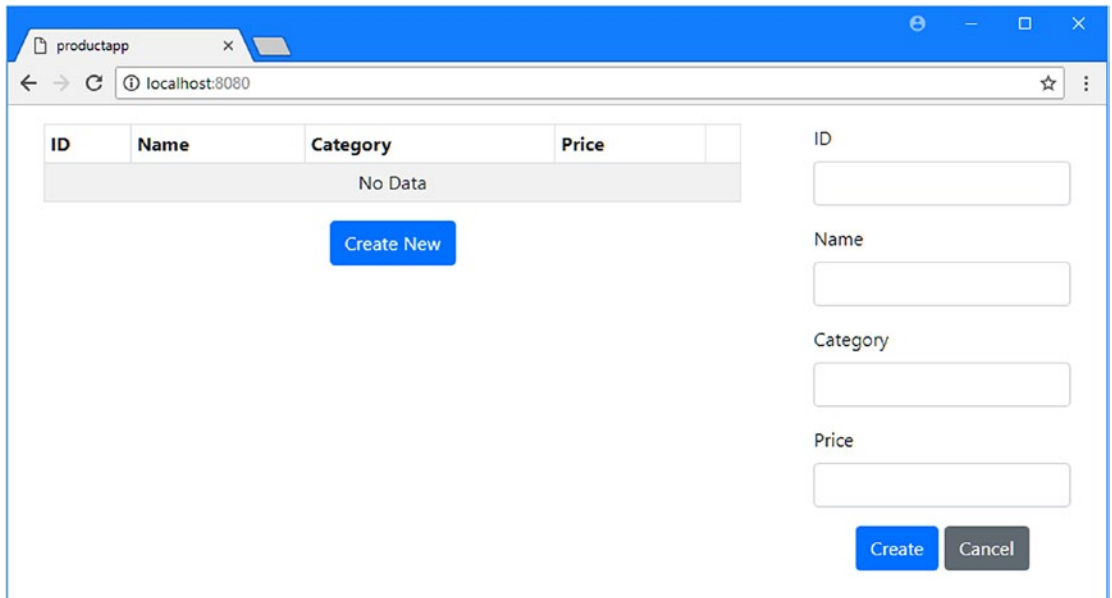 productapp
localhost:8080
ID Name Category Price
No Data
Create New
ID
Name
Category
Price
Create Cancel